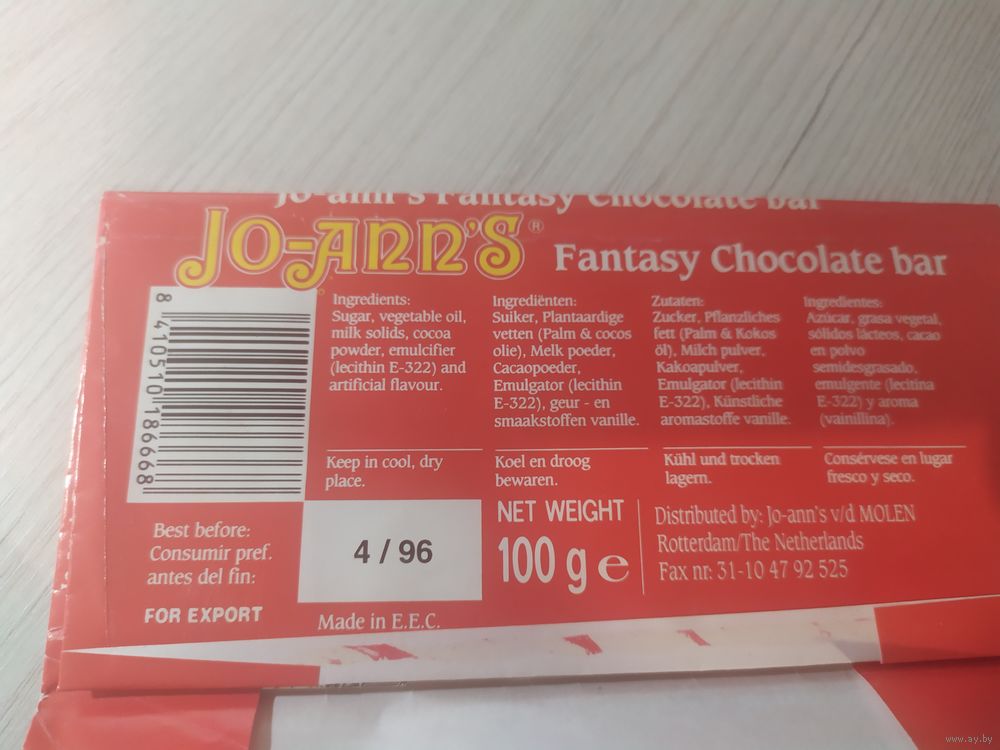 Jo-ann's Fantasy Chocolate bar
JO-ANN'S®
Fantasy Chocolate bar
8 410510 186668
Ingredients:
Sugar, vegetable oil,
milk solids, cocoa
powder, emulcifier
(lecithin E-322) and
artificial flavour.
Keep in cool, dry
place.
Ingrediënten:
Suiker, Plantaardige
vetten (Palm & cocos
olie), Melk poeder,
Cacaopoeder,
Emulgator (lecithin
E-322), geur - en
smaakstoffen vanille.
Koel en droog
bewaren.
Zutaten:
Zucker, Pflanzliches
fett (Palm & Kokos
öl), Milch pulver,
Kakoapulver,
Emulgator (lecithin
E-322), Künstliche
aromastoffe vanille.
Kühl und trocken
lagern.
Ingredientes:
Azúcar, grasa vegetal,
sólidos lácteos, cacao
en polvo
semidesgrasado,
emulgente (lecitina
E-322) y aroma
(vainillina).
Consérvese en lugar
fresco y seco.
Best before:
Consumir pref.
antes del fin:
4 / 96
FOR EXPORT
Made in E.E.C.
NET WEIGHT
100 g e
Distributed by: Jo-ann's v/d MOLEN
Rotterdam/The Netherlands
Fax nr: 31-10 47 92 525
www.ay.by